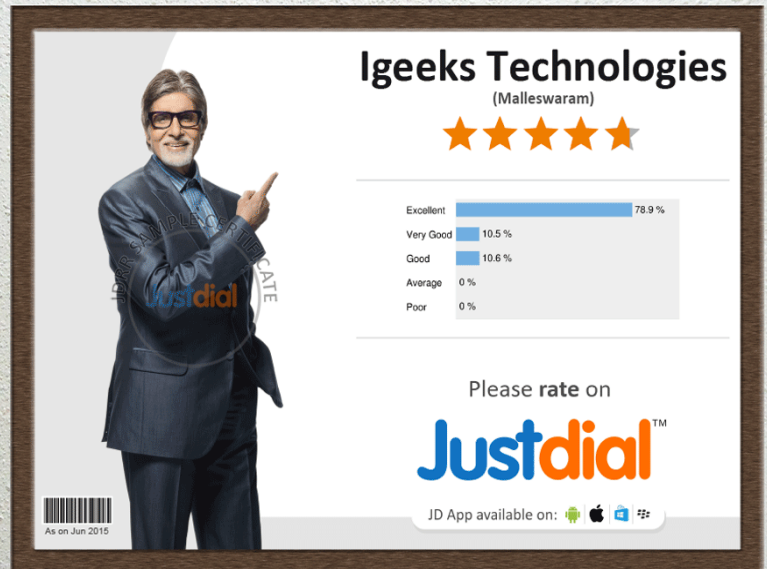 Igeeks Technologies
(Malleswaram)
Excellent 78.9 %
Very Good 10.5 %
Good 10.6 %
Average 0 %
Poor 0 %
JDRR SAMPLE CERTIFICATE
Justdial
Please rate on
Justdial™
JD App available on:
As on Jun 2015